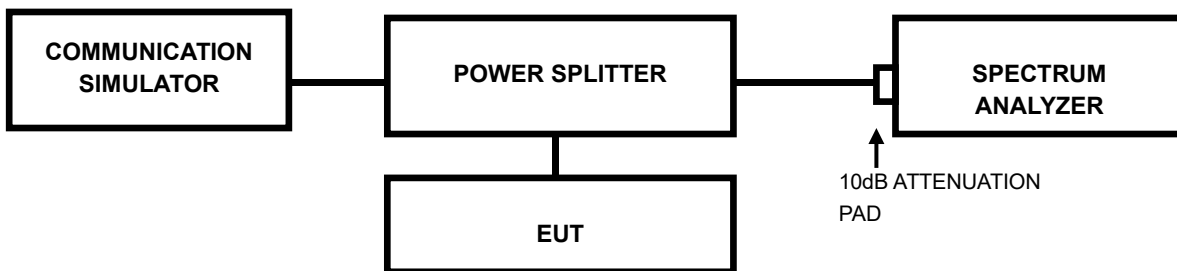 COMMUNICATION
SIMULATOR
POWER SPLITTER
SPECTRUM
ANALYZER
10dB ATTENUATION
PAD
EUT